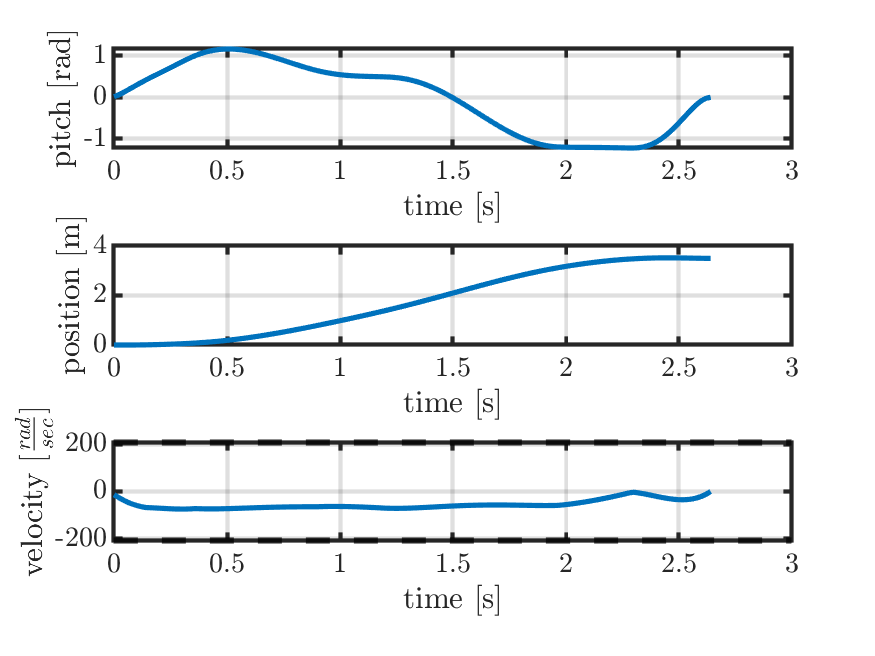 pitch [rad]
1
0
-1
0 0.5 1 1.5 2 2.5 3
time [s]
position [m]
4
2
0
0 0.5 1 1.5 2 2.5 3
time [s]
velocity [rad/sec]
200
0
-200
0 0.5 1 1.5 2 2.5 3
time [s]